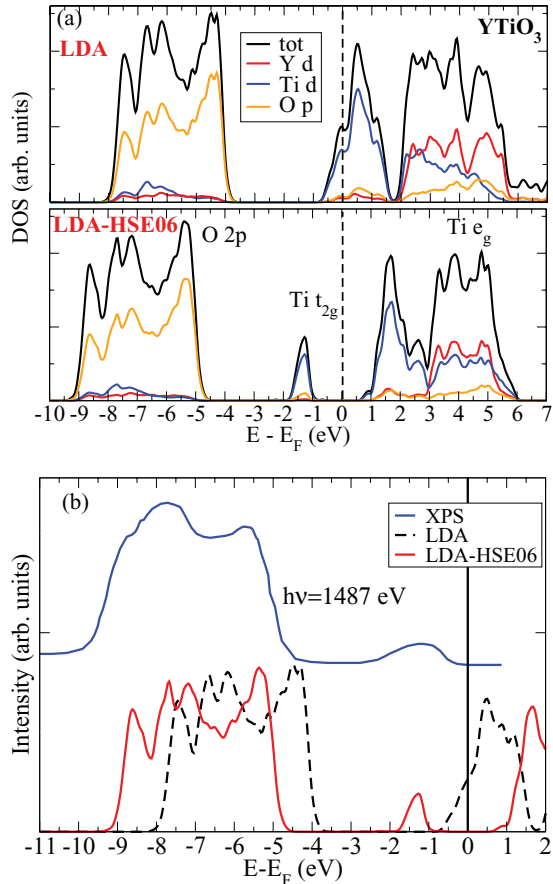 (a)
LDA
YTiO3
tot
Y d
Ti d
O p
DOS (arb. units)
LDA-HSE06
O 2p
Ti t2g
Ti eg
-10 -9 -8 -7 -6 -5 -4 -3 -2 -1 0 1 2 3 4 5 6 7
E - EF (eV)
(b)
XPS
LDA
LDA-HSE06
hν=1487 eV
Intensity (arb. units)
-11 -10 -9 -8 -7 -6 -5 -4 -3 -2 -1 0 1 2
E-EF (eV)